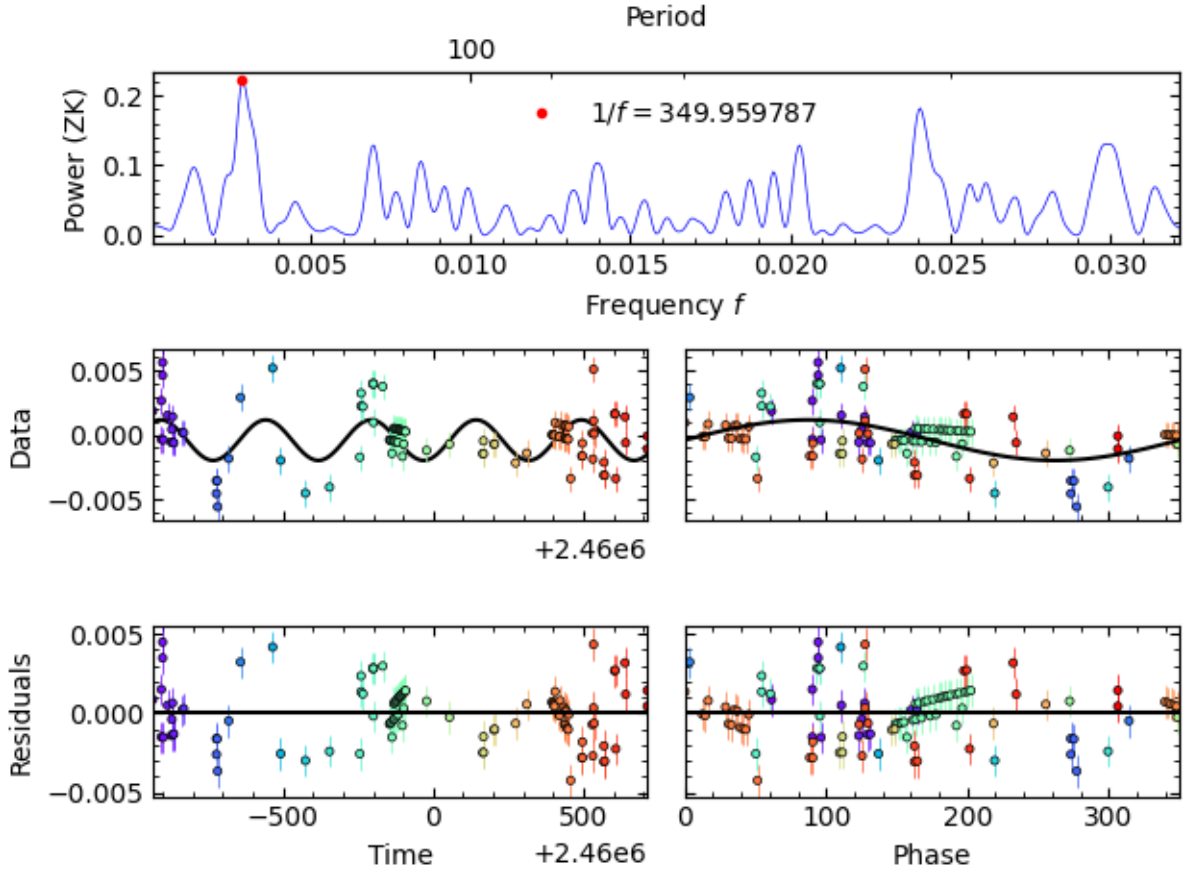 Period
100
Power (ZK)
0.2
0.1
0.0
1/f = 349.959787
0.005 0.010 0.015 0.020 0.025 0.030
Frequency f
Data
0.005
0.000
−0.005
+2.46e6
Residuals
0.005
0.000
−0.005
−500 0 500
Time +2.46e6
0 100 200 300
Phase